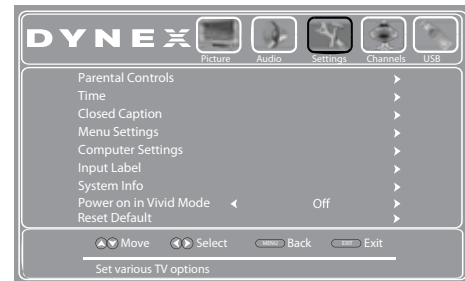 DYNEX
Picture Audio Settings Channels USB
Parental Controls
Time
Closed Caption
Menu Settings
Computer Settings
Input Label
System Info
Power on in Vivid Mode Off
Reset Default
Move Select MENU Back EXIT Exit
Set various TV options